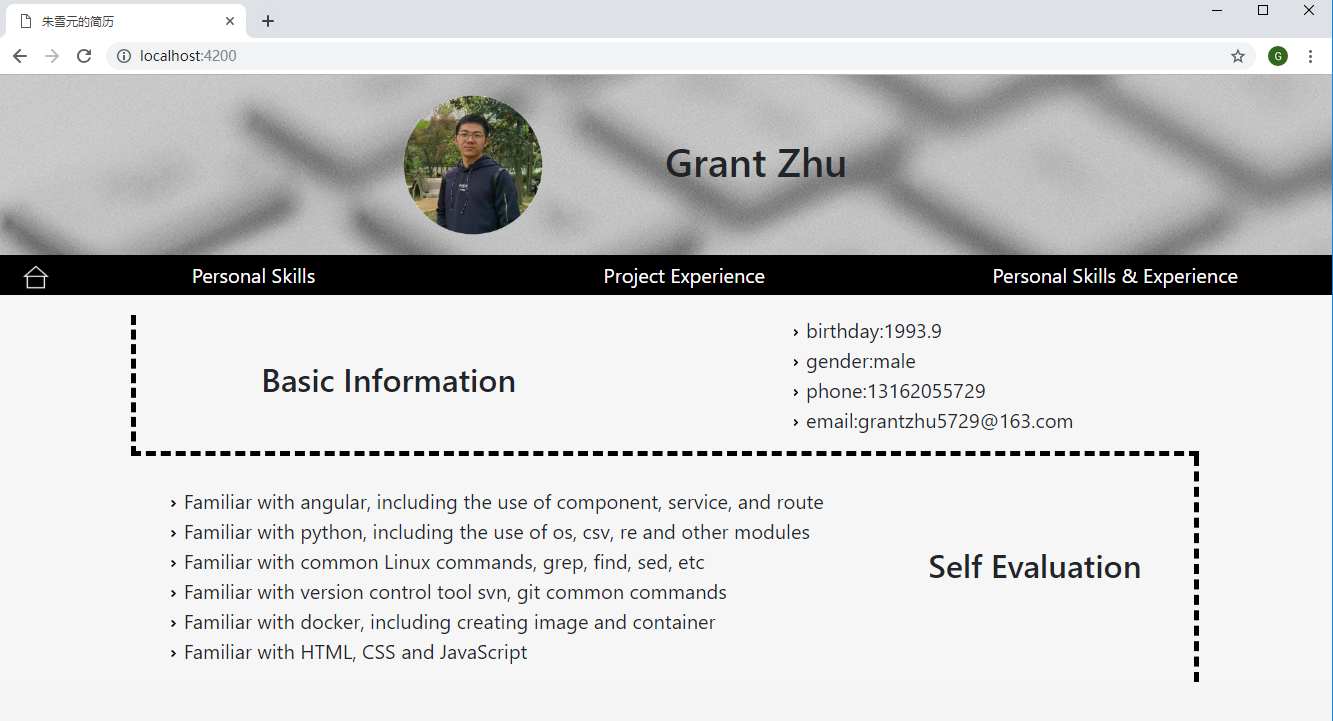 朱雪元的简历
localhost:4200
G
Grant Zhu
Personal Skills
Project Experience
Personal Skills & Experience
Basic Information
birthday:1993.9
gender:male
phone:13162055729
email:grantzhu5729@163.com
Familiar with angular, including the use of component, service, and route
Familiar with python, including the use of os, csv, re and other modules
Familiar with common Linux commands, grep, find, sed, etc
Familiar with version control tool svn, git common commands
Familiar with docker, including creating image and container
Familiar with HTML, CSS and JavaScript
Self Evaluation